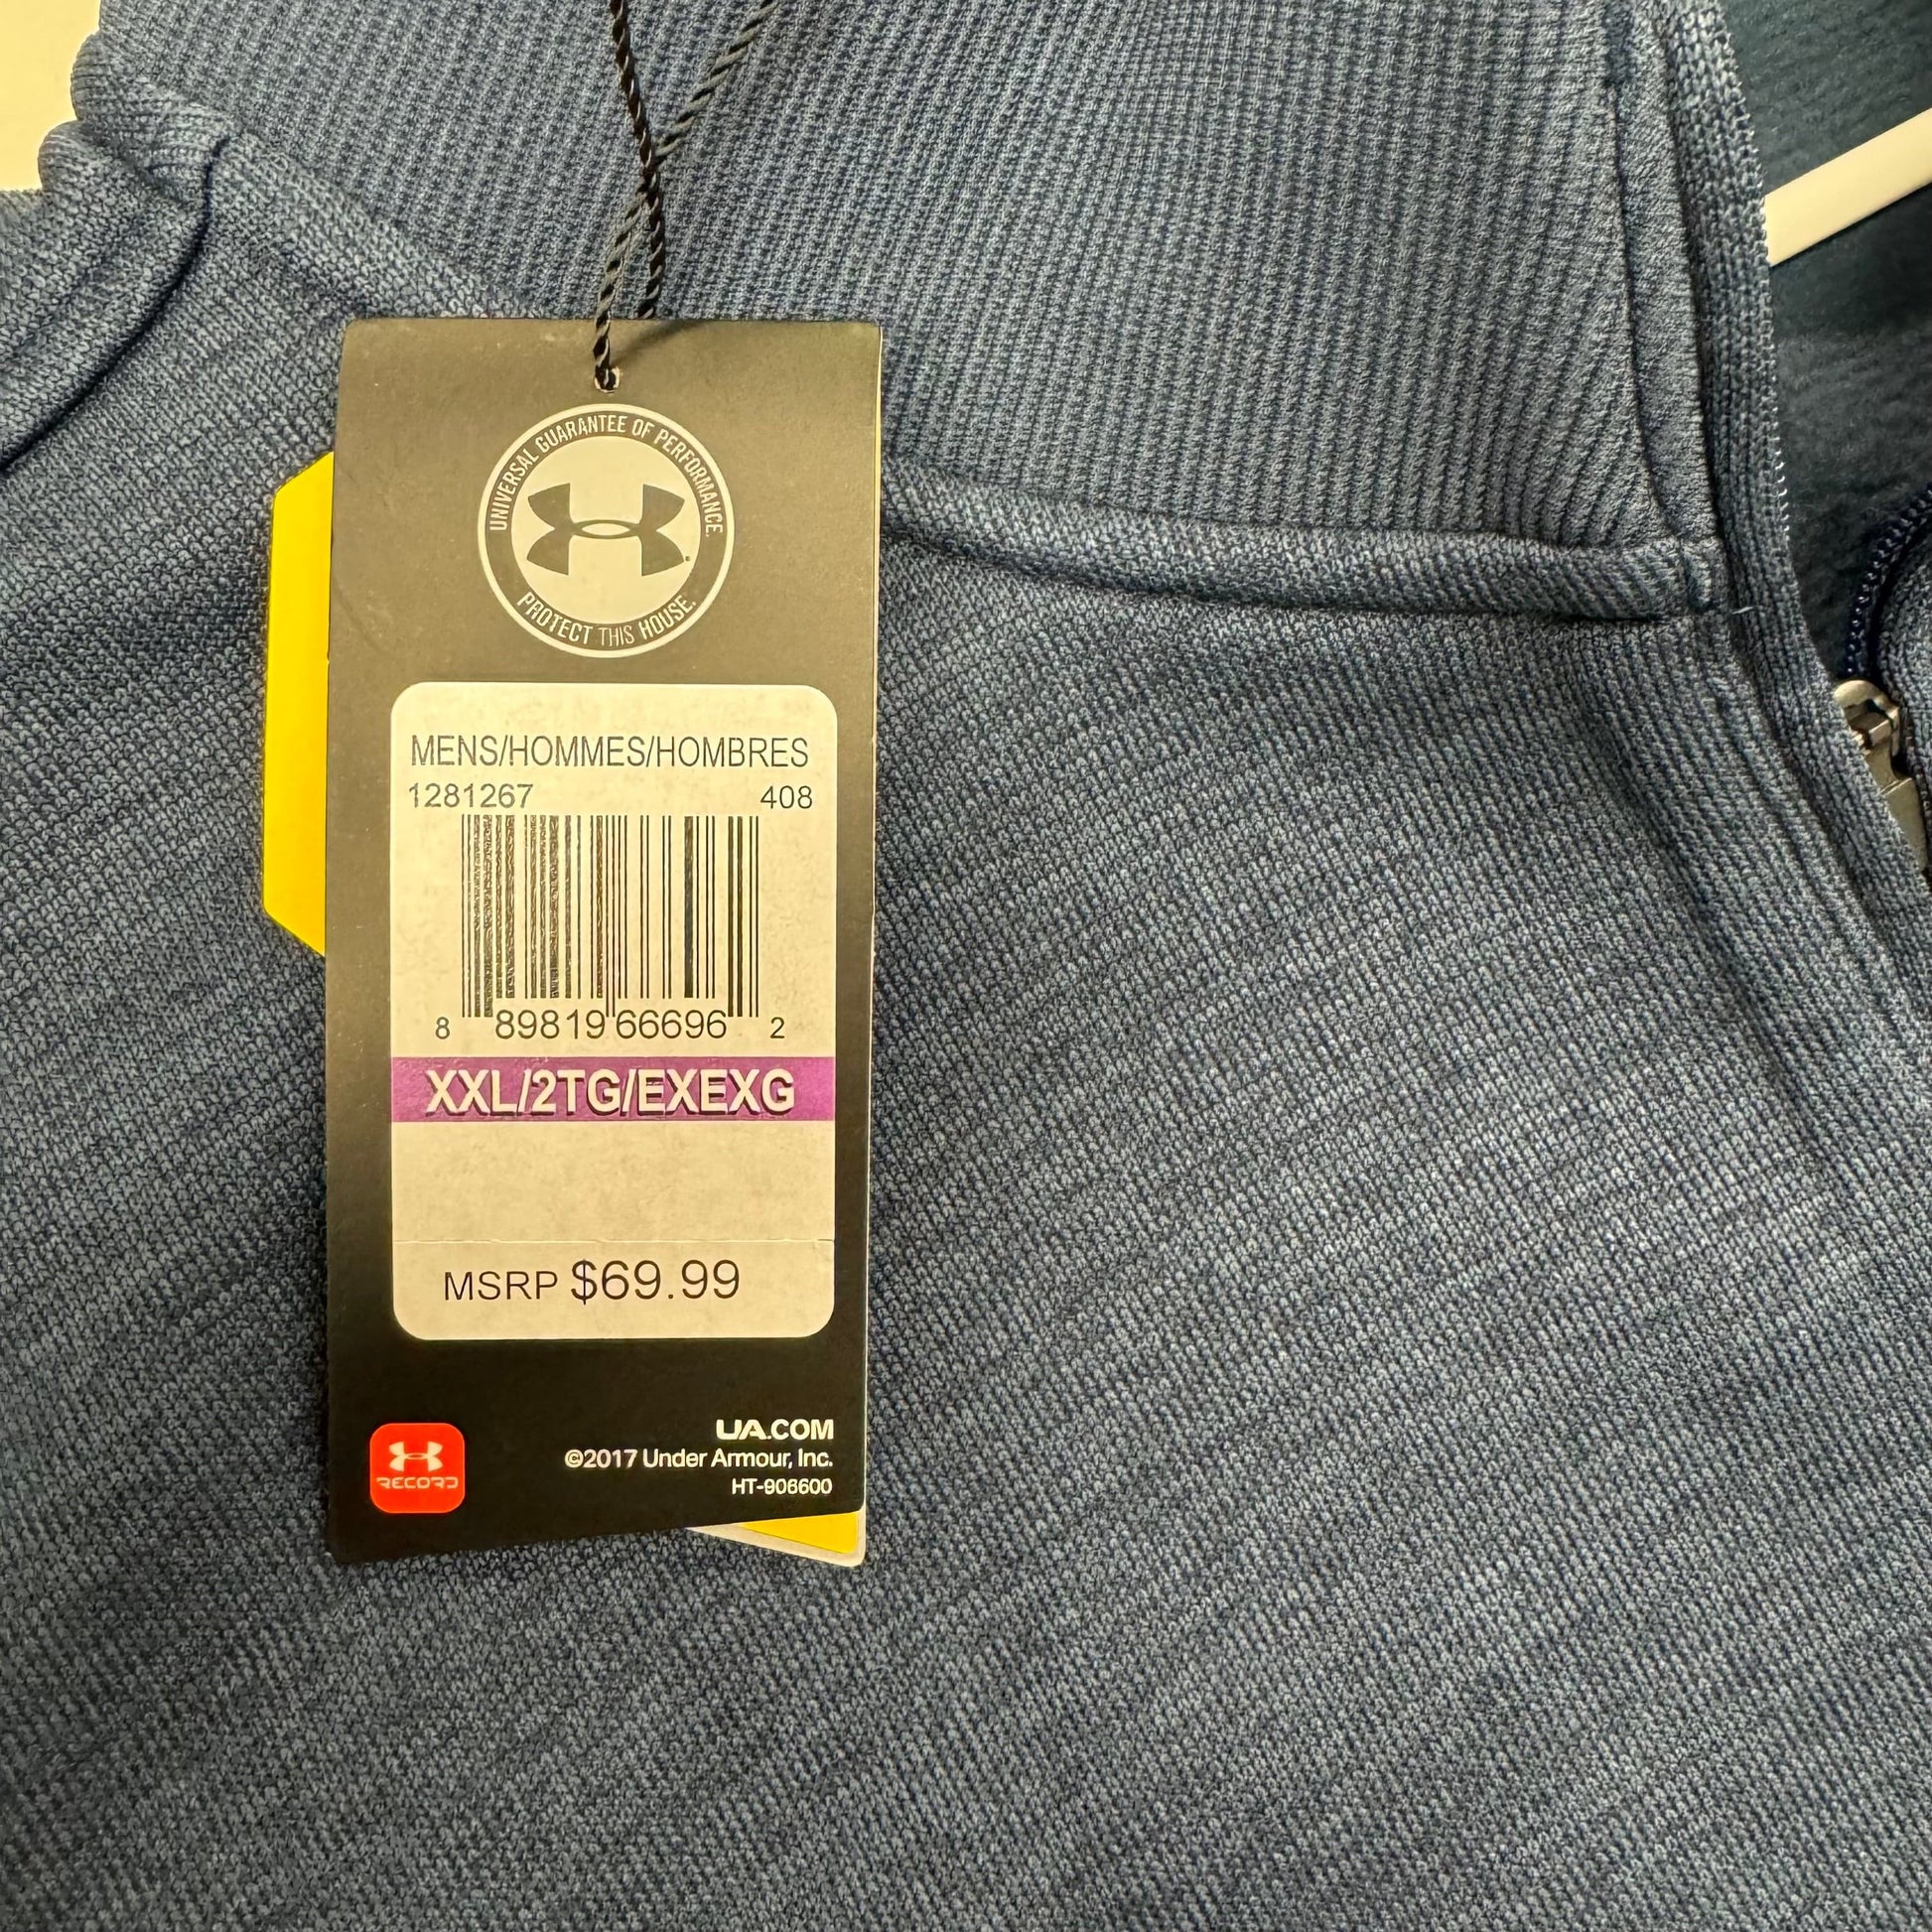 UNIVERSAL GUARANTEE OF PERFORMANCE.
PROTECT THIS HOUSE.
MENS/HOMMES/HOMBRES
1281267 408
8 89819 66696 2
XXL/2TG/EXEXG
MSRP $69.99
UA.COM
©2017 Under Armour, Inc.
HT-906600
RECORD